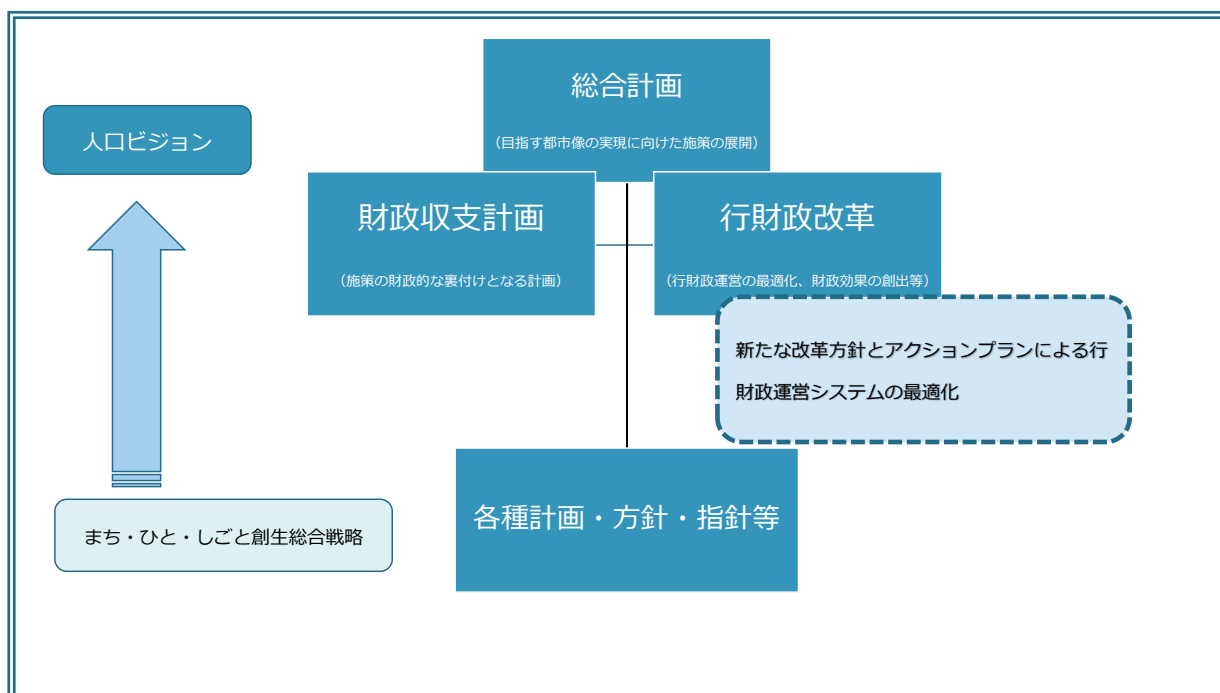 総合計画
（目指す都市像の実現に向けた施策の展開）
人口ビジョン
財政収支計画
（施策の財政的な裏付けとなる計画）
行財政改革
（行財政運営の最適化、財政効果の創出等）
新たな改革方針とアクションプランによる行
財政運営システムの最適化
各種計画・方針・指針等
まち・ひと・しごと創生総合戦略